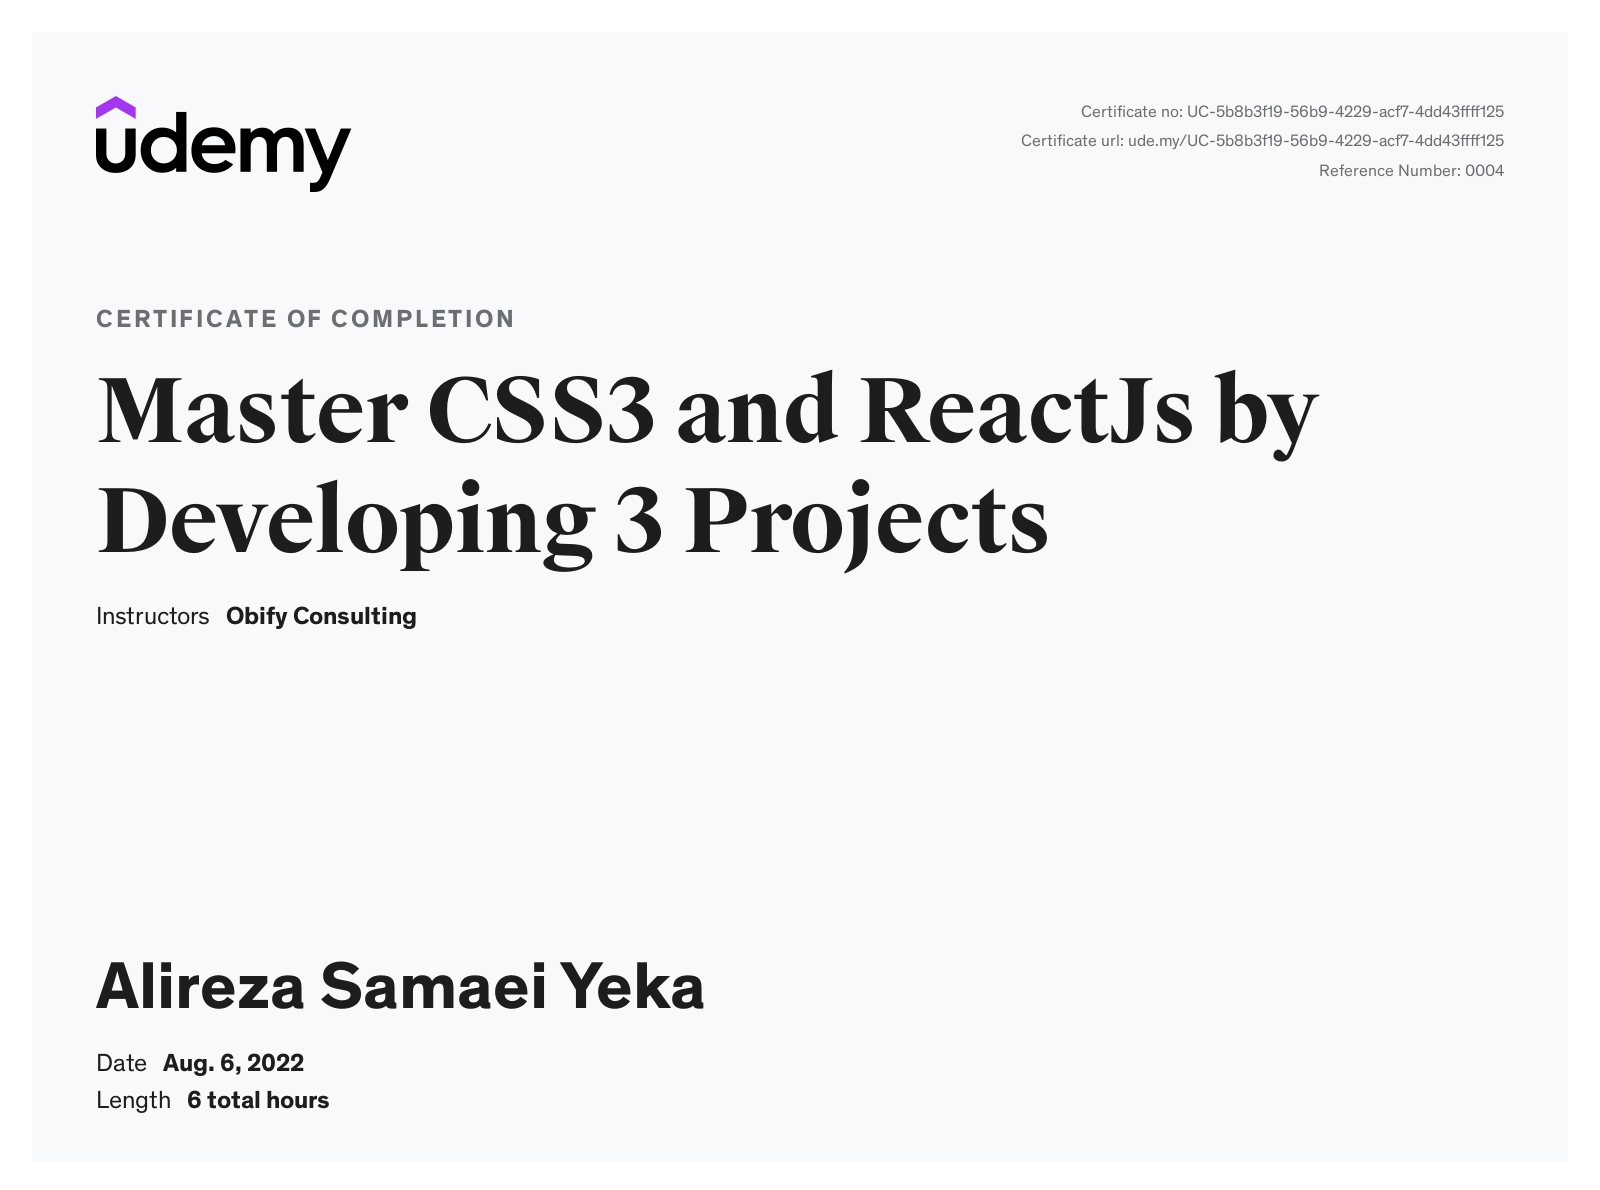 udemy
Certificate no: UC-5b8b3f19-56b9-4229-acf7-4dd43ffff125
Certificate url: ude.my/UC-5b8b3f19-56b9-4229-acf7-4dd43ffff125
Reference Number: 0004
CERTIFICATE OF COMPLETION
Master CSS3 and ReactJs by
Developing 3 Projects
Instructors Obify Consulting
Alireza Samaei Yeka
Date Aug. 6, 2022
Length 6 total hours